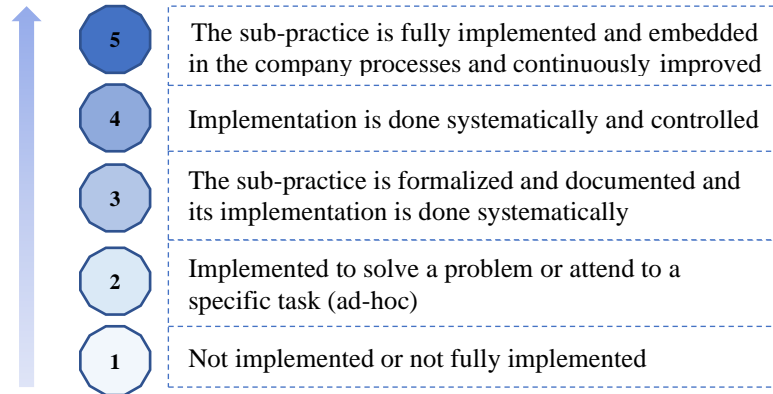 5
The sub-practice is fully implemented and embedded
in the company processes and continuously improved
4
Implementation is done systematically and controlled
3
The sub-practice is formalized and documented and
its implementation is done systematically
2
Implemented to solve a problem or attend to a
specific task (ad-hoc)
1
Not implemented or not fully implemented